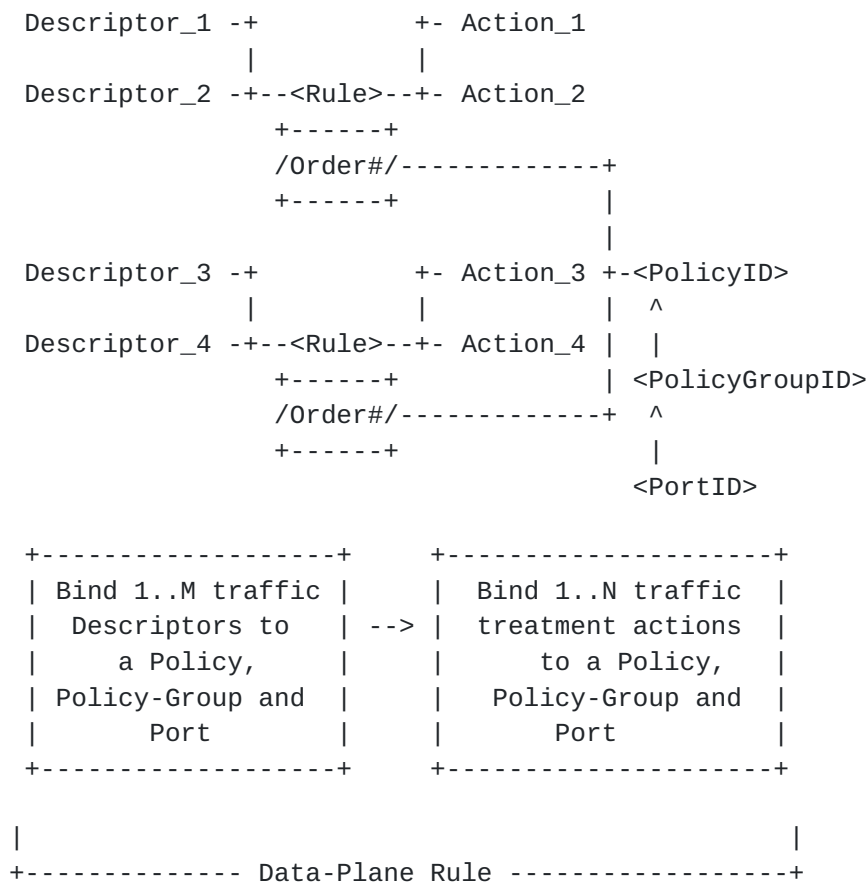 Descriptor_1 -+          +- Action_1
             |          |
Descriptor_2 -+--<Rule>--+- Action_2
              +------+
              /Order#/-------------+
              +------+             |
                                   |
Descriptor_3 -+          +- Action_3 +-<PolicyID>
             |          |          |  ^
Descriptor_4 -+--<Rule>--+- Action_4 |  |
              +------+             | <PolicyGroupID>
              /Order#/-------------+  ^
              +------+                |
                                     <PortID>
+-------------------+     +---------------------+
| Bind 1..M traffic |     |  Bind 1..N traffic  |
|  Descriptors to   | --> |  treatment actions  |
|     a Policy,     |     |      to a Policy,   |
| Policy-Group and  |     |   Policy-Group and  |
|       Port        |     |       Port          |
+-------------------+     +---------------------+
|                                               |
+-------------- Data-Plane Rule ------------------+